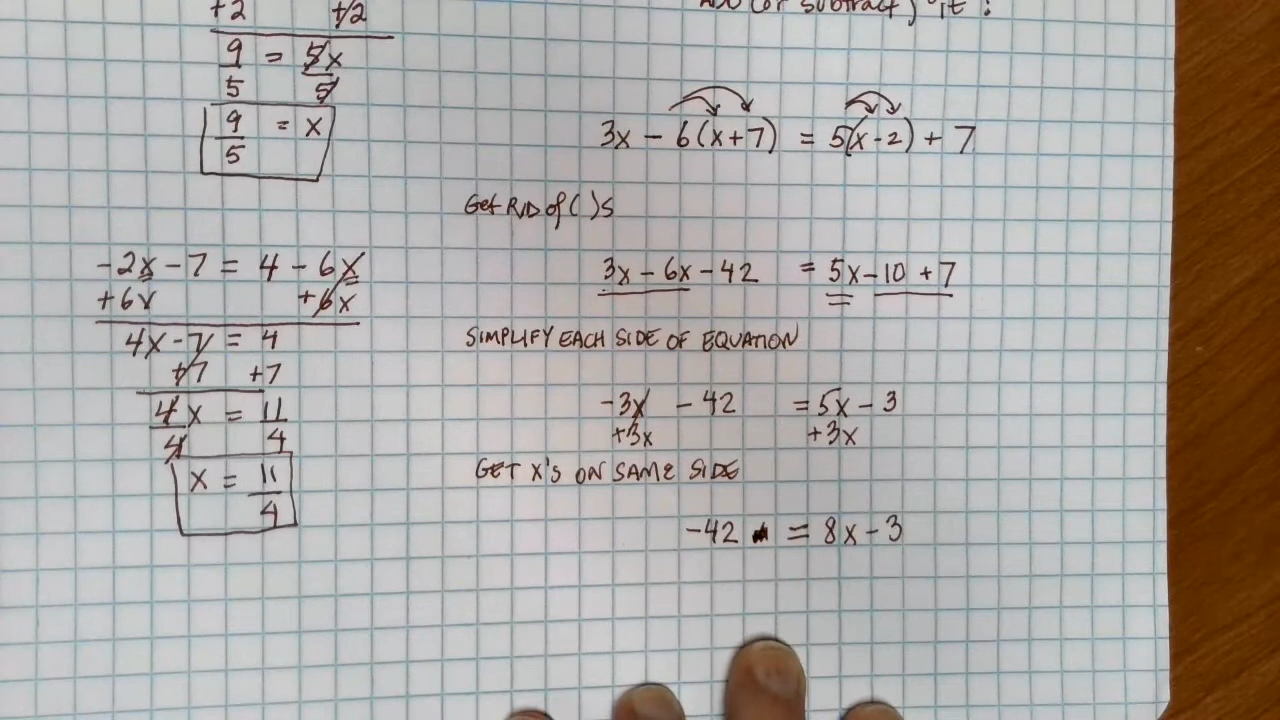 +2 +2
9 = 5x
5 5
9 = x
5
-2x - 7 = 4 - 6x
+6x +6x
4x - 7 = 4
+7 +7
4x = 11
4 4
x = 11
4
(or subtract) it :
3x - 6(x+7) = 5(x-2) + 7
Get RID of ( )S
3x - 6x - 42 = 5x - 10 + 7
SIMPLIFY EACH SIDE OF EQUATION
-3x - 42 = 5x - 3
+3x +3x
GET X'S ON SAME SIDE
-42 = 8x - 3